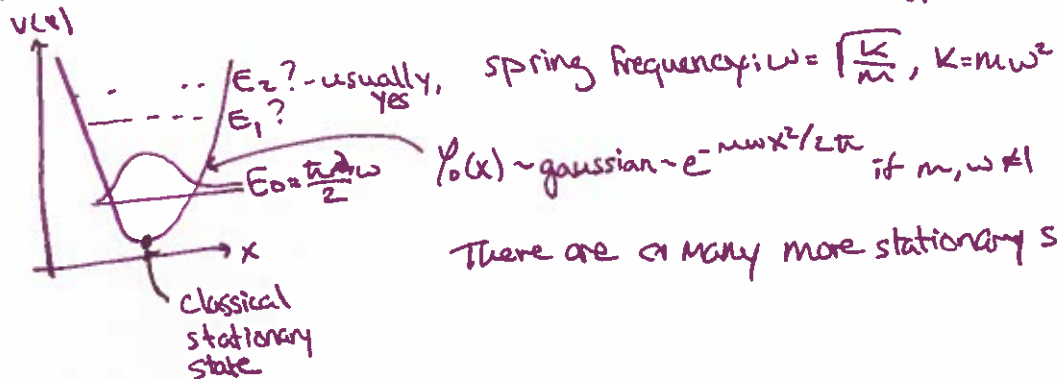 V(x)
E₂? - usually, yes
E₁?
E₀ = ħω/2
x
classical
stationary
state
spring frequency: ω = √(k/m), K = mω²
ψ₀(x) ~ gaussian ~ e^(-mωx²/2ħ) if m, ω ≠ 1
There are many more stationary s